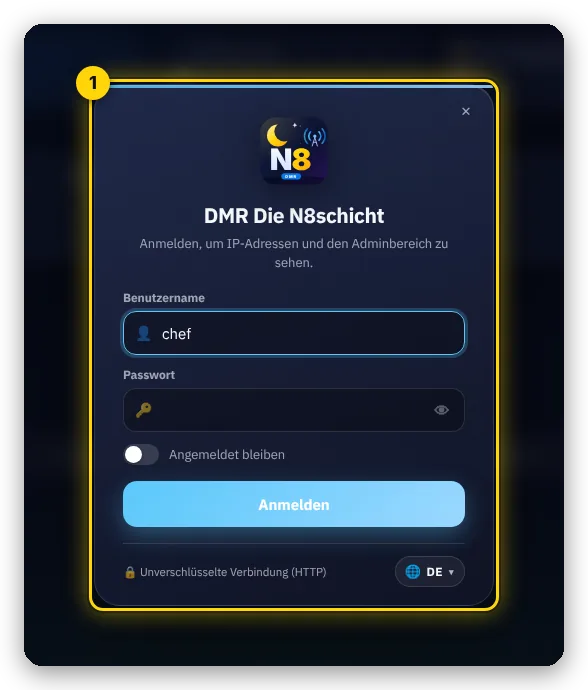 1
×
N8
DMR
DMR Die N8schicht
Anmelden, um IP-Adressen und den Adminbereich zu
sehen.
Benutzername
chef
Passwort
Angemeldet bleiben
Anmelden
Unverschlüsselte Verbindung (HTTP)
DE ▾